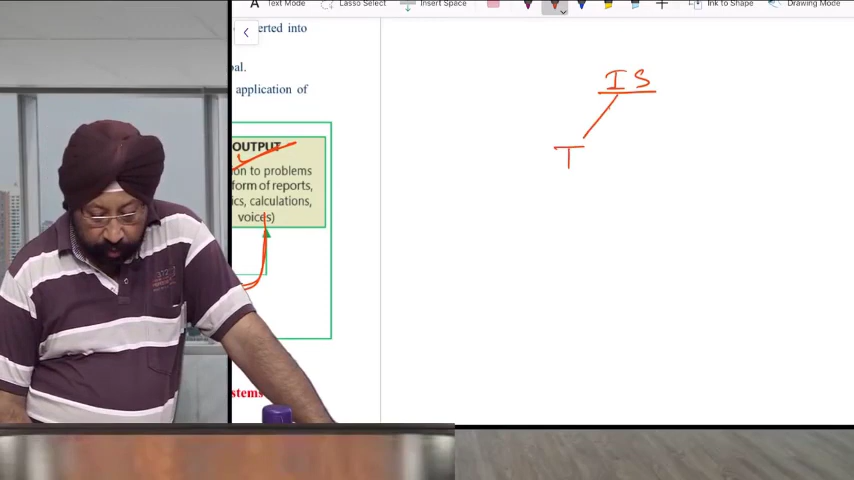 Text Mode Lasso Select Insert Space Ink to Shape Drawing Mode
erted into
al.
application of
OUTPUT
on to problems
form of reports,
ics, calculations,
voices)
stems
I S
T